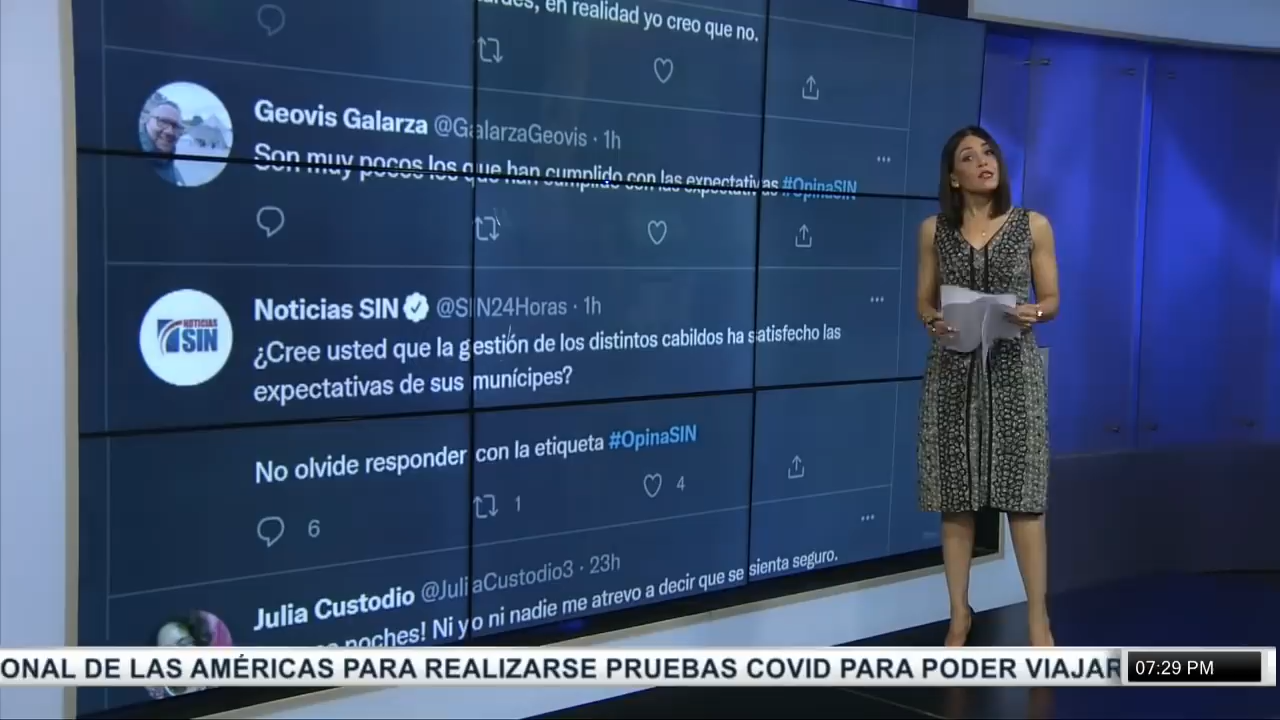 en realidad yo creo que no.
Geovis Galarza @GalarzaGeovis · 1h
Son muy pocos los que han cumplido con las expectativas #OpinaSIN
NOTICIAS
SIN
Noticias SIN @SIN24Horas · 1h
¿Cree usted que la gestión de los distintos cabildos ha satisfecho las
expectativas de sus munícipes?
No olvide responder con la etiqueta #OpinaSIN
6 1 4
Julia Custodio @JuliaCustodio3 · 23h
noches! Ni yo ni nadie me atrevo a decir que se sienta seguro.
ONAL DE LAS AMÉRICAS PARA REALIZARSE PRUEBAS COVID PARA PODER VIAJAR
07:29 PM